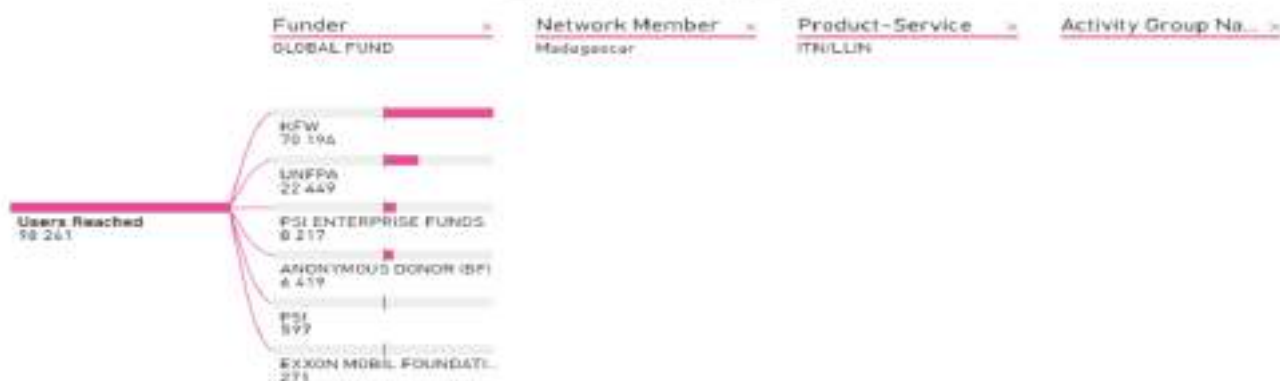 Funder
GLOBAL FUND
Network Member
Madagascar
Product-Service
ITN/LLIN
Activity Group Na...
KFW
70 194
UNFPA
22 449
Users Reached
98 261
PSI ENTERPRISE FUNDS
8 217
ANONYMOUS DONOR (BF)
6 419
PSI
597
EXXON MOBIL FOUNDATI...
271